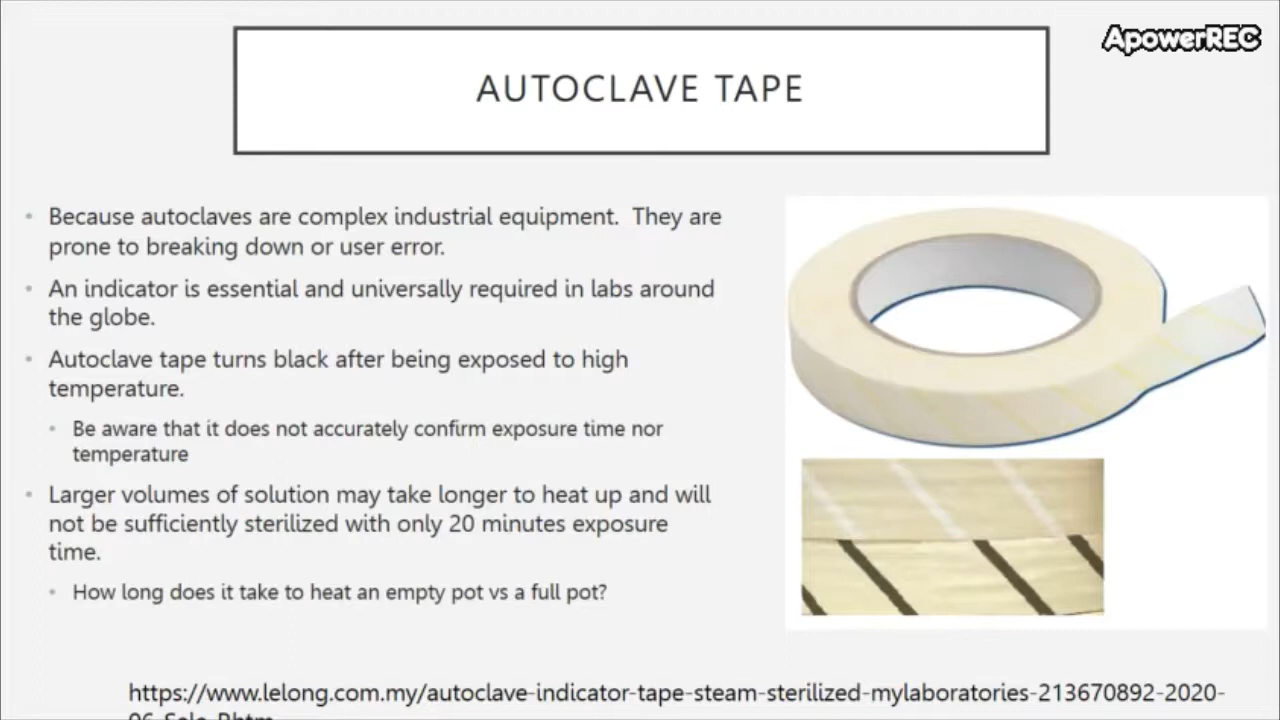 ApowerREC
AUTOCLAVE TAPE
• Because autoclaves are complex industrial equipment.  They are
prone to breaking down or user error.
• An indicator is essential and universally required in labs around
the globe.
• Autoclave tape turns black after being exposed to high
temperature.
• Be aware that it does not accurately confirm exposure time nor
temperature
• Larger volumes of solution may take longer to heat up and will
not be sufficiently sterilized with only 20 minutes exposure
time.
• How long does it take to heat an empty pot vs a full pot?
https://www.lelong.com.my/autoclave-indicator-tape-steam-sterilized-mylaboratories-213670892-2020-